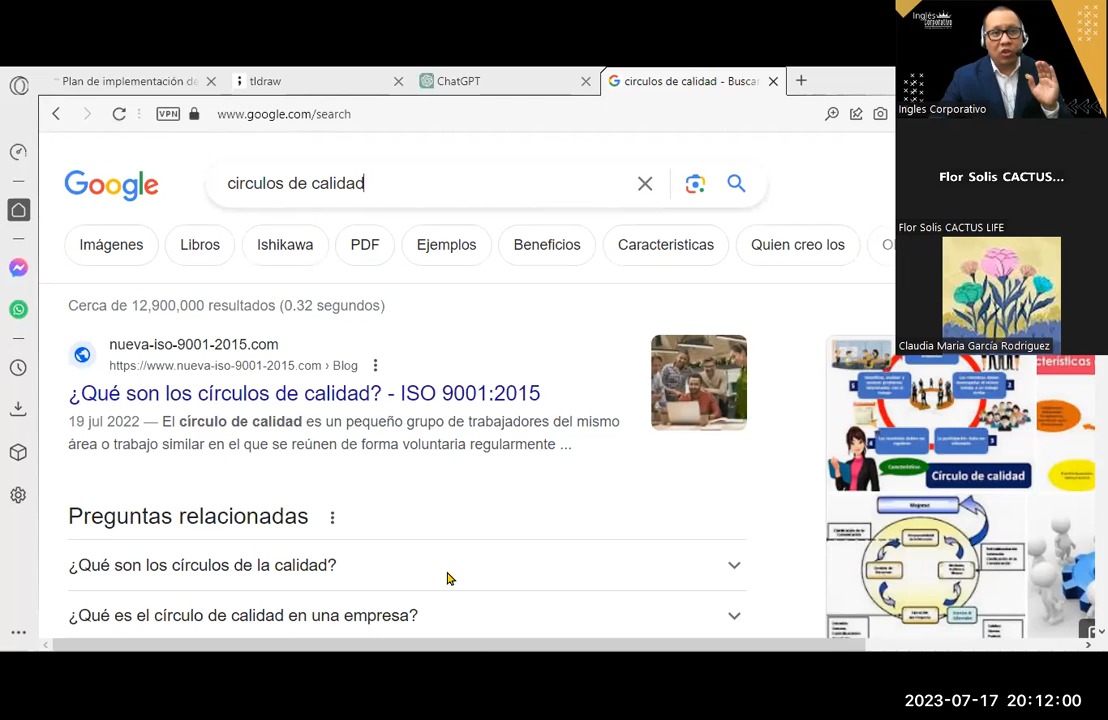 Plan de implementación de
tldraw
ChatGPT
circulos de calidad - Busca
VPN
www.google.com/search
Google
circulos de calidad
Imágenes
Libros
Ishikawa
PDF
Ejemplos
Beneficios
Caracteristicas
Quien creo los
Cerca de 12,900,000 resultados (0.32 segundos)
nueva-iso-9001-2015.com
https://www.nueva-iso-9001-2015.com › Blog
¿Qué son los círculos de calidad? - ISO 9001:2015
19 jul 2022 — El círculo de calidad es un pequeño grupo de trabajadores del mismo
área o trabajo similar en el que se reúnen de forma voluntaria regularmente ...
Preguntas relacionadas
¿Qué son los círculos de la calidad?
¿Qué es el círculo de calidad en una empresa?
Inglés
Corporativo
Ingles Corporativo
Flor Solis CACTUS...
Flor Solis CACTUS LIFE
Claudia Maria García Rodriguez
Círculo de calidad
2023-07-17 20:12:00